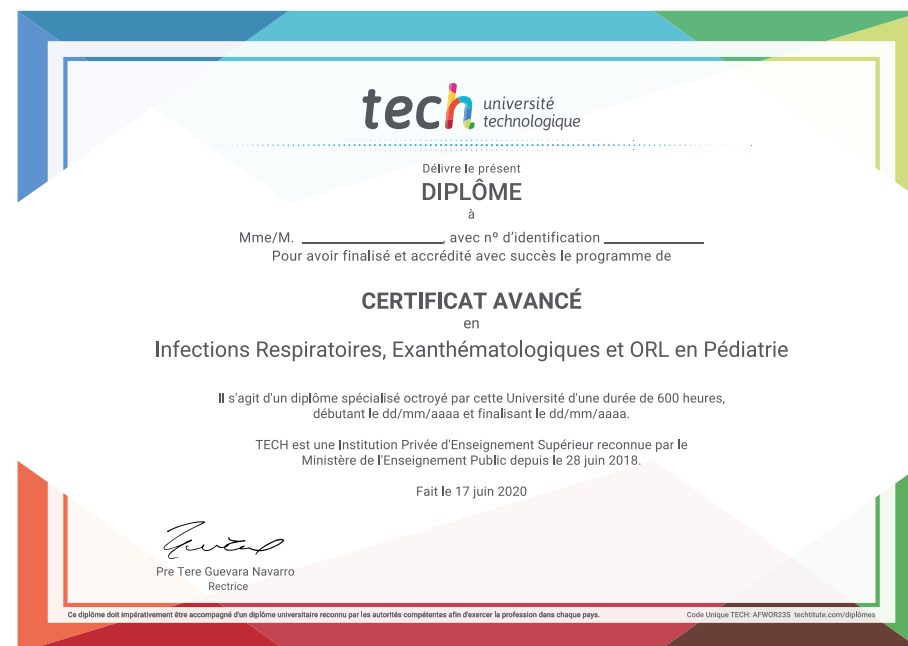 tech université
technologique
Délivre le présent
DIPLÔME
à
Mme/M. ____________________, avec nº d'identification ______________
Pour avoir finalisé et accrédité avec succès le programme de
CERTIFICAT AVANCÉ
en
Infections Respiratoires, Exanthématologiques et ORL en Pédiatrie
Il s'agit d'un diplôme spécialisé octroyé par cette Université d'une durée de 600 heures,
débutant le dd/mm/aaaa et finalisant le dd/mm/aaaa.
TECH est une Institution Privée d'Enseignement Supérieur reconnue par le
Ministère de l'Enseignement Public depuis le 28 juin 2018.
Fait le 17 juin 2020
Pre Tere Guevara Navarro
Rectrice
Ce diplôme doit impérativement être accompagné d'un diplôme universitaire reconnu par les autorités compétentes afin d'exercer la profession dans chaque pays.
Code Unique TECH: AFWOR23S techtitute.com/diplômes